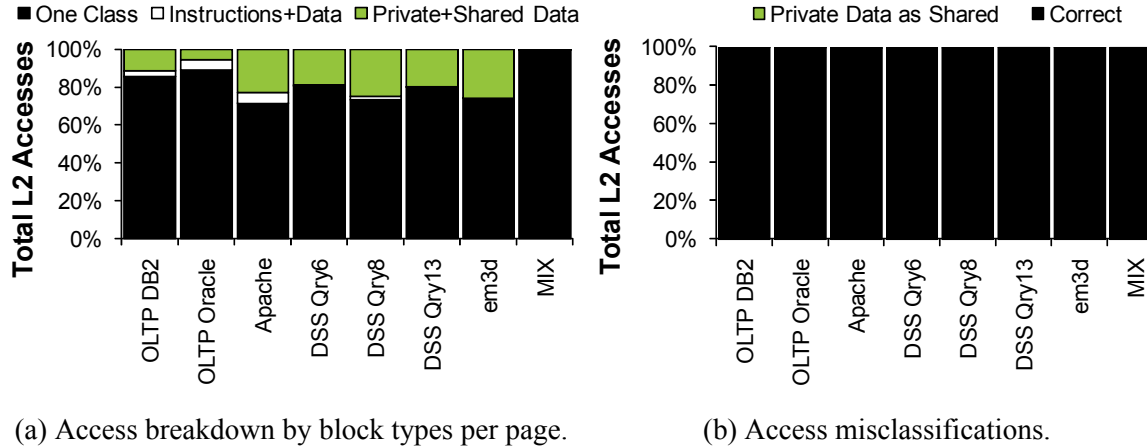 One Class Instructions+Data Private+Shared Data
Total L2 Accesses
100%
80%
60%
40%
20%
0%
OLTP DB2
OLTP Oracle
Apache
DSS Qry6
DSS Qry8
DSS Qry13
em3d
MIX
(a) Access breakdown by block types per page.
Private Data as Shared Correct
Total L2 Accesses
100%
80%
60%
40%
20%
0%
OLTP DB2
OLTP Oracle
Apache
DSS Qry6
DSS Qry8
DSS Qry13
em3d
MIX
(b) Access misclassifications.